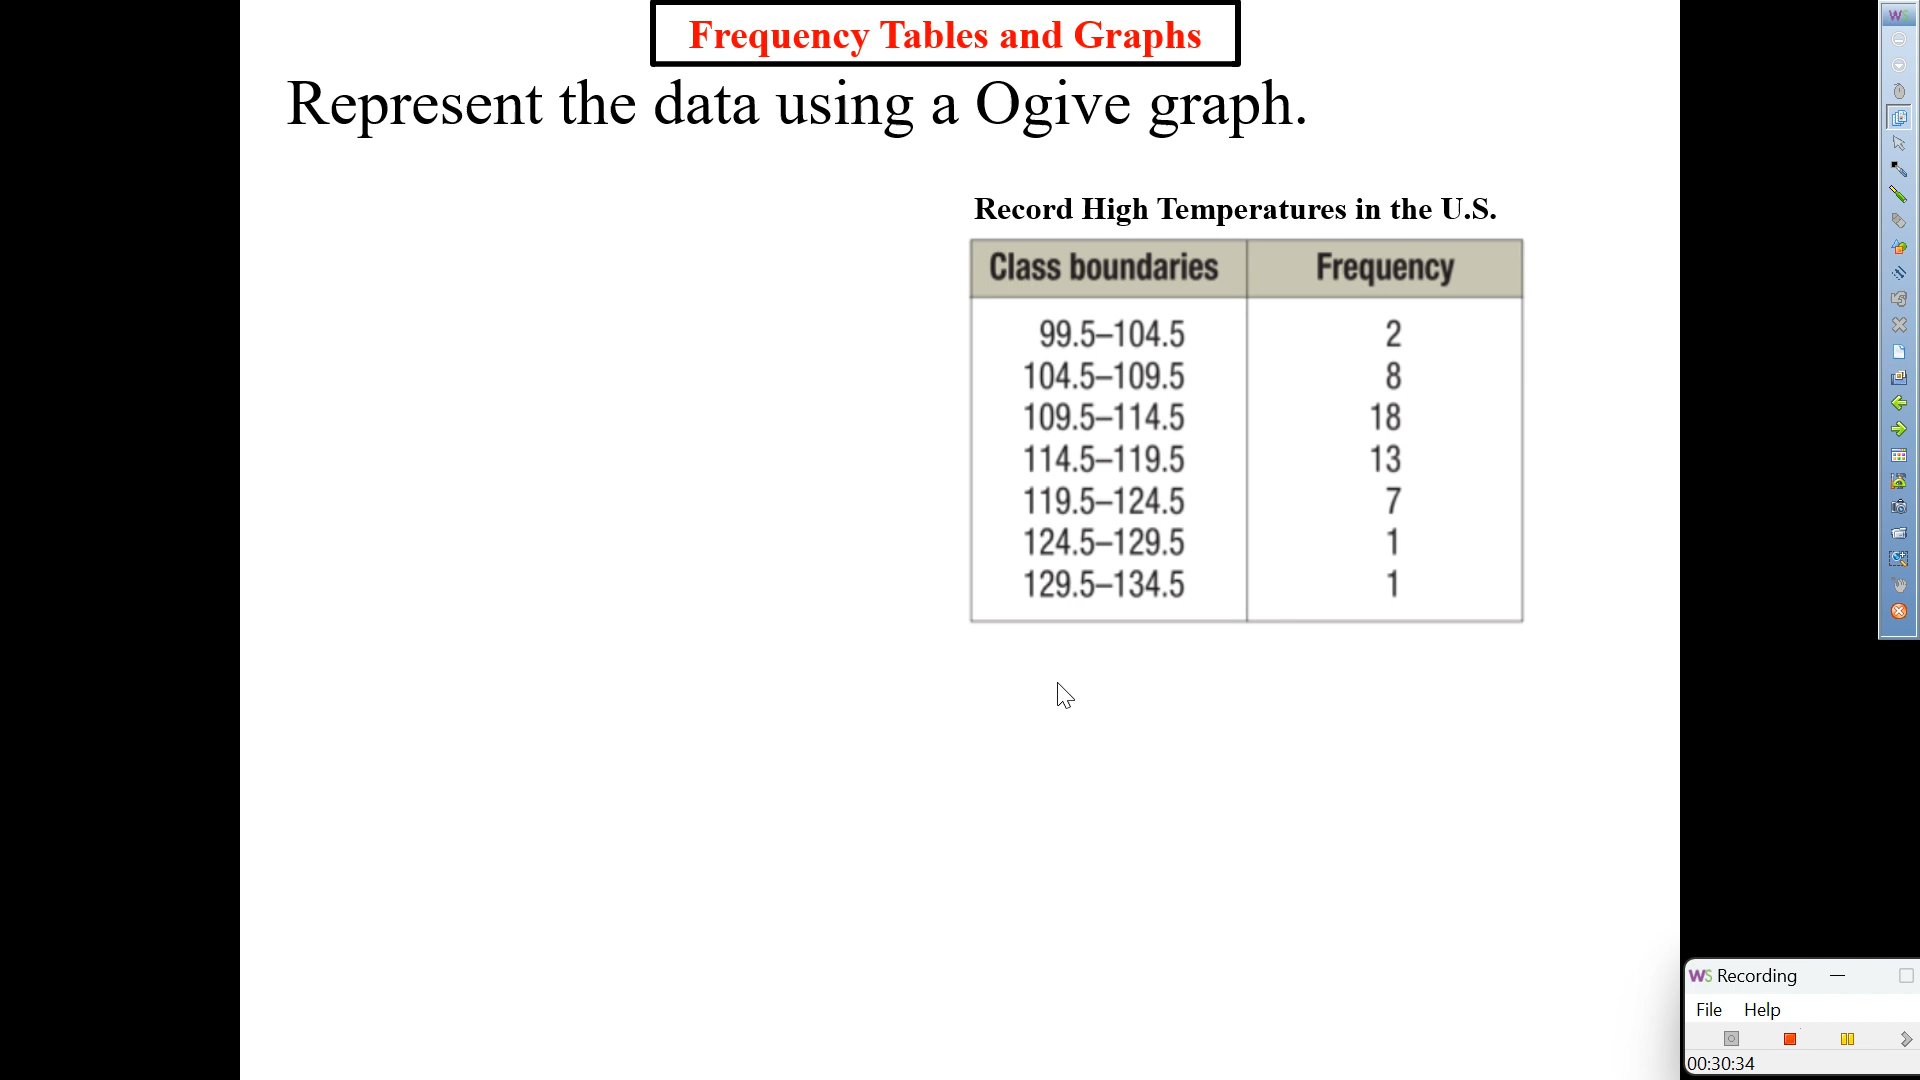 Frequency Tables and Graphs
Represent the data using a Ogive graph.
Record High Temperatures in the U.S.
Class boundaries Frequency
99.5–104.5 2
104.5–109.5 8
109.5–114.5 18
114.5–119.5 13
119.5–124.5 7
124.5–129.5 1
129.5–134.5 1
WS
WS Recording
File Help
00:30:34